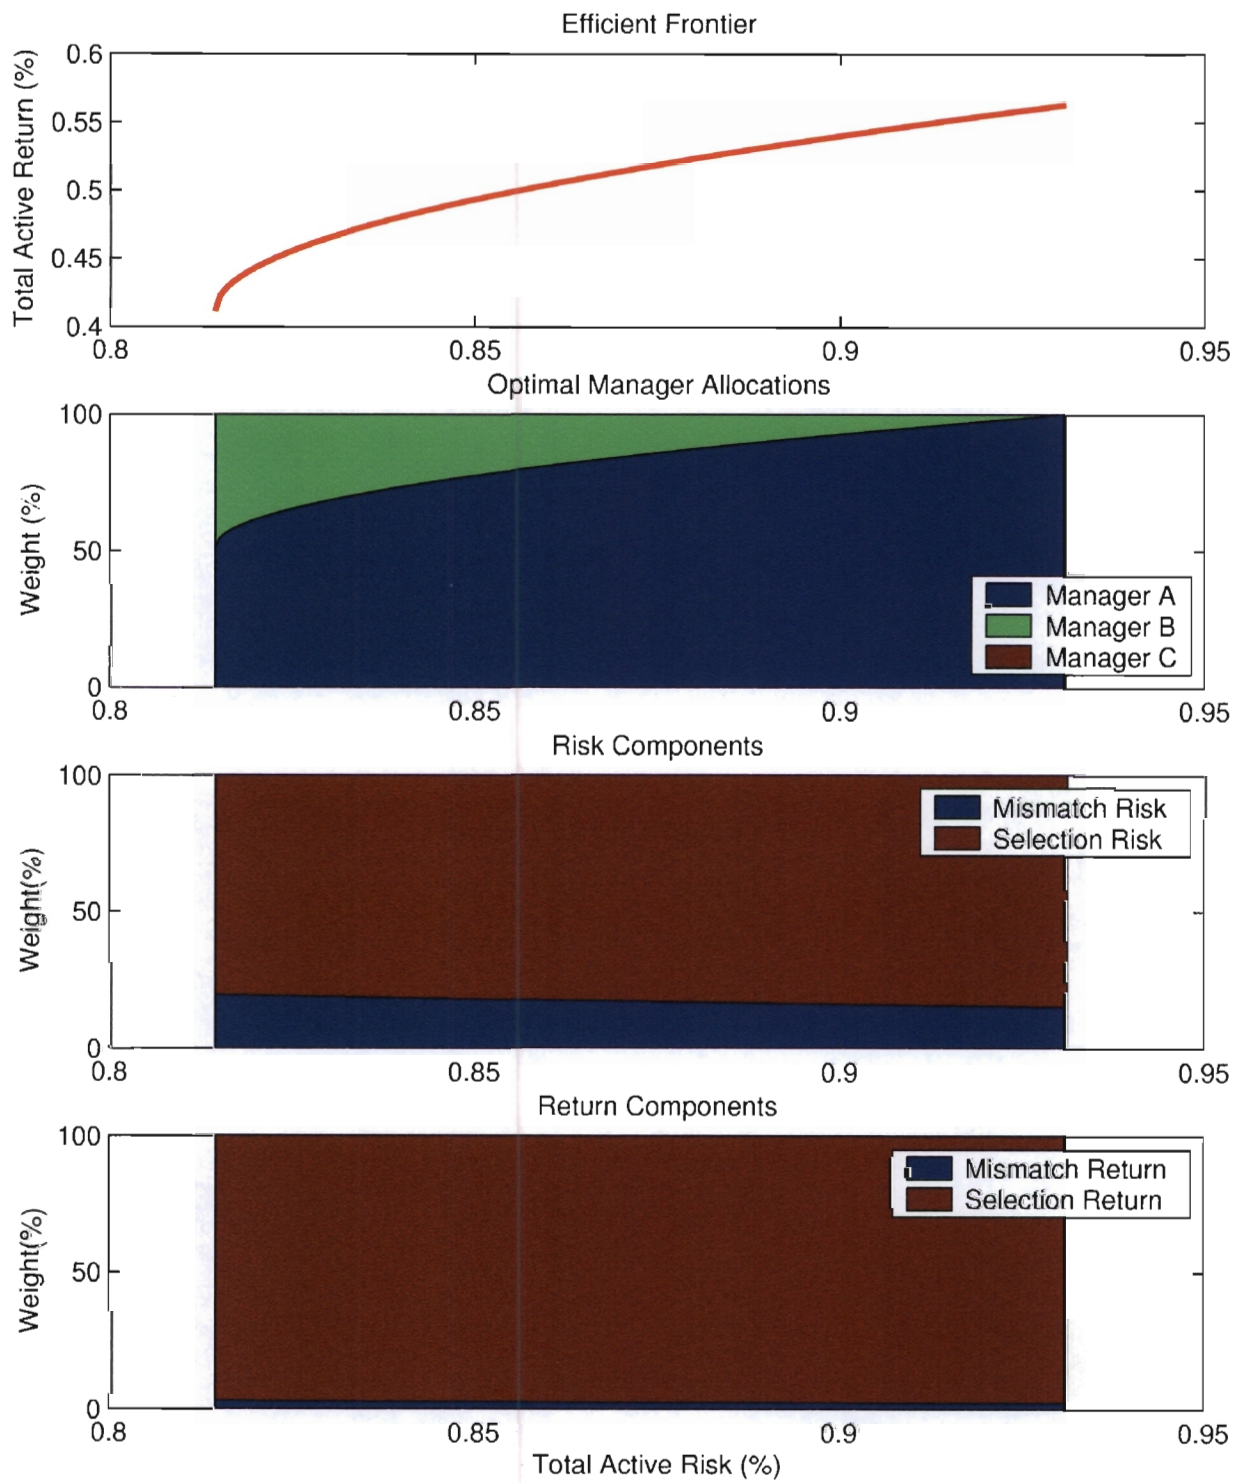 Efficient Frontier
Total Active Return (%)
0.6
0.55
0.5
0.45
0.4
0.8 0.85 0.9 0.95
Optimal Manager Allocations
Weight (%)
100
50
0
Manager A
Manager B
Manager C
0.8 0.85 0.9 0.95
Risk Components
Weight(%)
100
50
0
Mismatch Risk
Selection Risk
0.8 0.85 0.9 0.95
Return Components
Weight(%)
100
50
0
Mismatch Return
Selection Return
0.8 0.85 0.9 0.95
Total Active Risk (%)